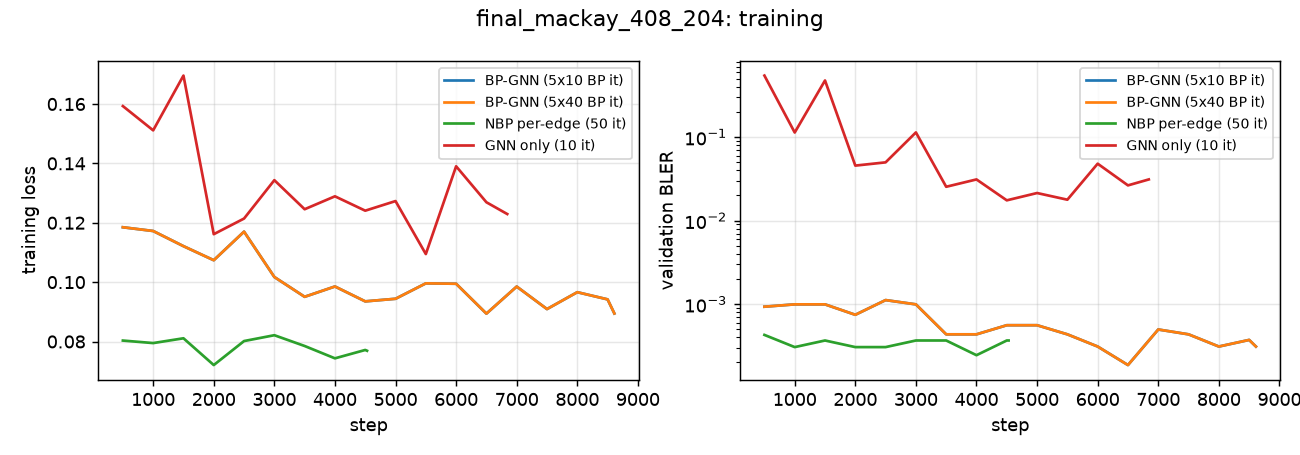 final_mackay_408_204: training
BP-GNN (5x10 BP it)
BP-GNN (5x40 BP it)
NBP per-edge (50 it)
GNN only (10 it)
training loss
0.16
0.14
0.12
0.10
0.08
1000 2000 3000 4000 5000 6000 7000 8000 9000
step
BP-GNN (5x10 BP it)
BP-GNN (5x40 BP it)
NBP per-edge (50 it)
GNN only (10 it)
validation BLER
10⁻¹
10⁻²
10⁻³
1000 2000 3000 4000 5000 6000 7000 8000 9000
step